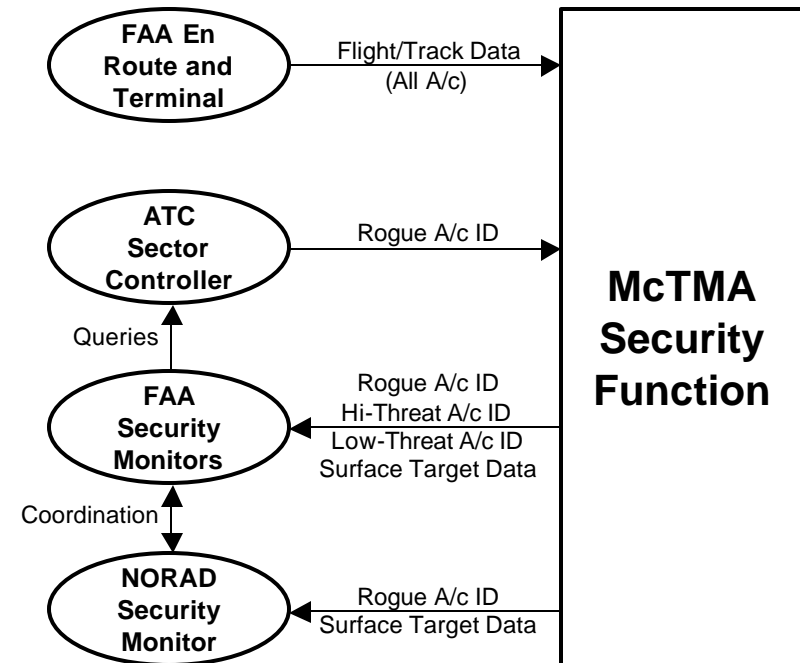 FAA En
Route and
Terminal
Flight/Track Data
(All A/c)
ATC
Sector
Controller
Rogue A/c ID
McTMA
Security
Function
Queries
FAA
Security
Monitors
Rogue A/c ID
Hi-Threat A/c ID
Low-Threat A/c ID
Surface Target Data
Coordination
NORAD
Security
Monitor
Rogue A/c ID
Surface Target Data